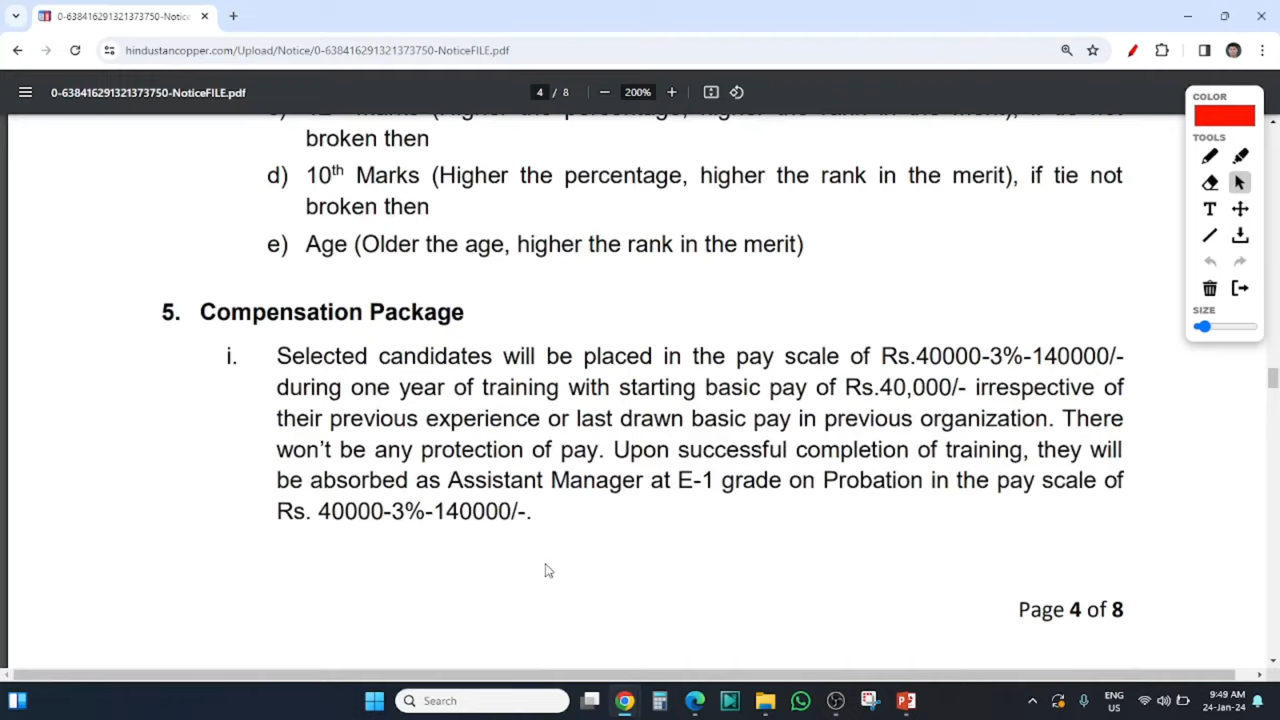 0-638416291321373750-Notice
hindustancopper.com/Upload/Notice/0-638416291321373750-NoticeFILE.pdf
0-638416291321373750-NoticeFILE.pdf
4 / 8
200%
broken then
d) 10th Marks (Higher the percentage, higher the rank in the merit), if tie not
broken then
e) Age (Older the age, higher the rank in the merit)
5. Compensation Package
i. Selected candidates will be placed in the pay scale of Rs.40000-3%-140000/-
during one year of training with starting basic pay of Rs.40,000/- irrespective of
their previous experience or last drawn basic pay in previous organization. There
won't be any protection of pay. Upon successful completion of training, they will
be absorbed as Assistant Manager at E-1 grade on Probation in the pay scale of
Rs. 40000-3%-140000/-.
Page 4 of 8
COLOR
TOOLS
T
SIZE
Search
ENG
US
9:49 AM
24-Jan-24